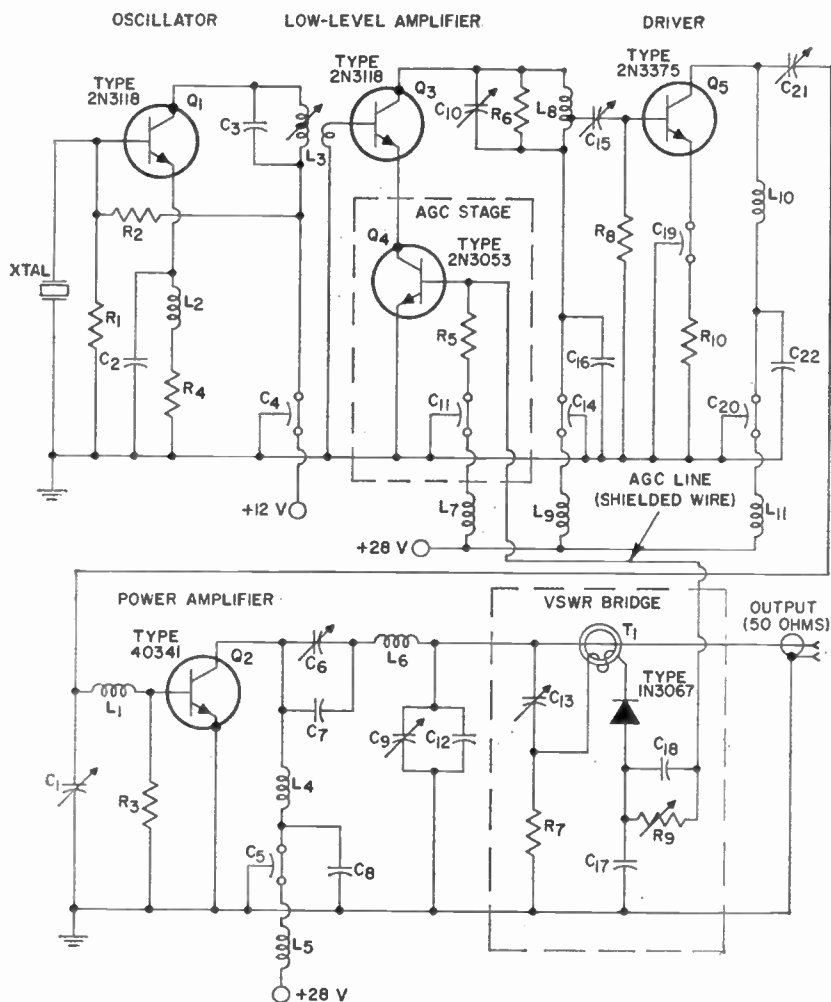 OSCILLATOR
LOW-LEVEL AMPLIFIER
DRIVER
TYPE
2N3118
Q1
C3
L3
R2
XTAL
R1
L2
C2
R4
C4
+12 V
TYPE
2N3118
Q3
C10
R6
L8
C15
AGC STAGE
Q4
TYPE
2N3053
R5
C11
C16
C14
L7
L9
+28 V
TYPE
2N3375
Q5
C21
L10
R8
C19
R10
C22
C20
AGC LINE
(SHIELDED WIRE)
L11
POWER AMPLIFIER
TYPE
40341
Q2
L1
C1
R3
C6
C7
L6
C9
C12
L4
C5
C8
L5
+28 V
VSWR BRIDGE
T1
OUTPUT
(50 OHMS)
TYPE
1N3067
C13
C18
R9
R7
C17